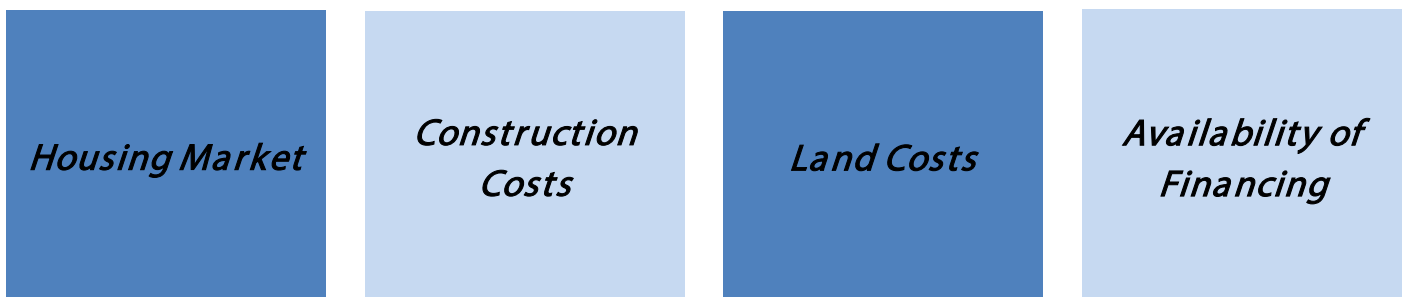 Housing Market
Construction
Costs
Land Costs
Availability of
Financing